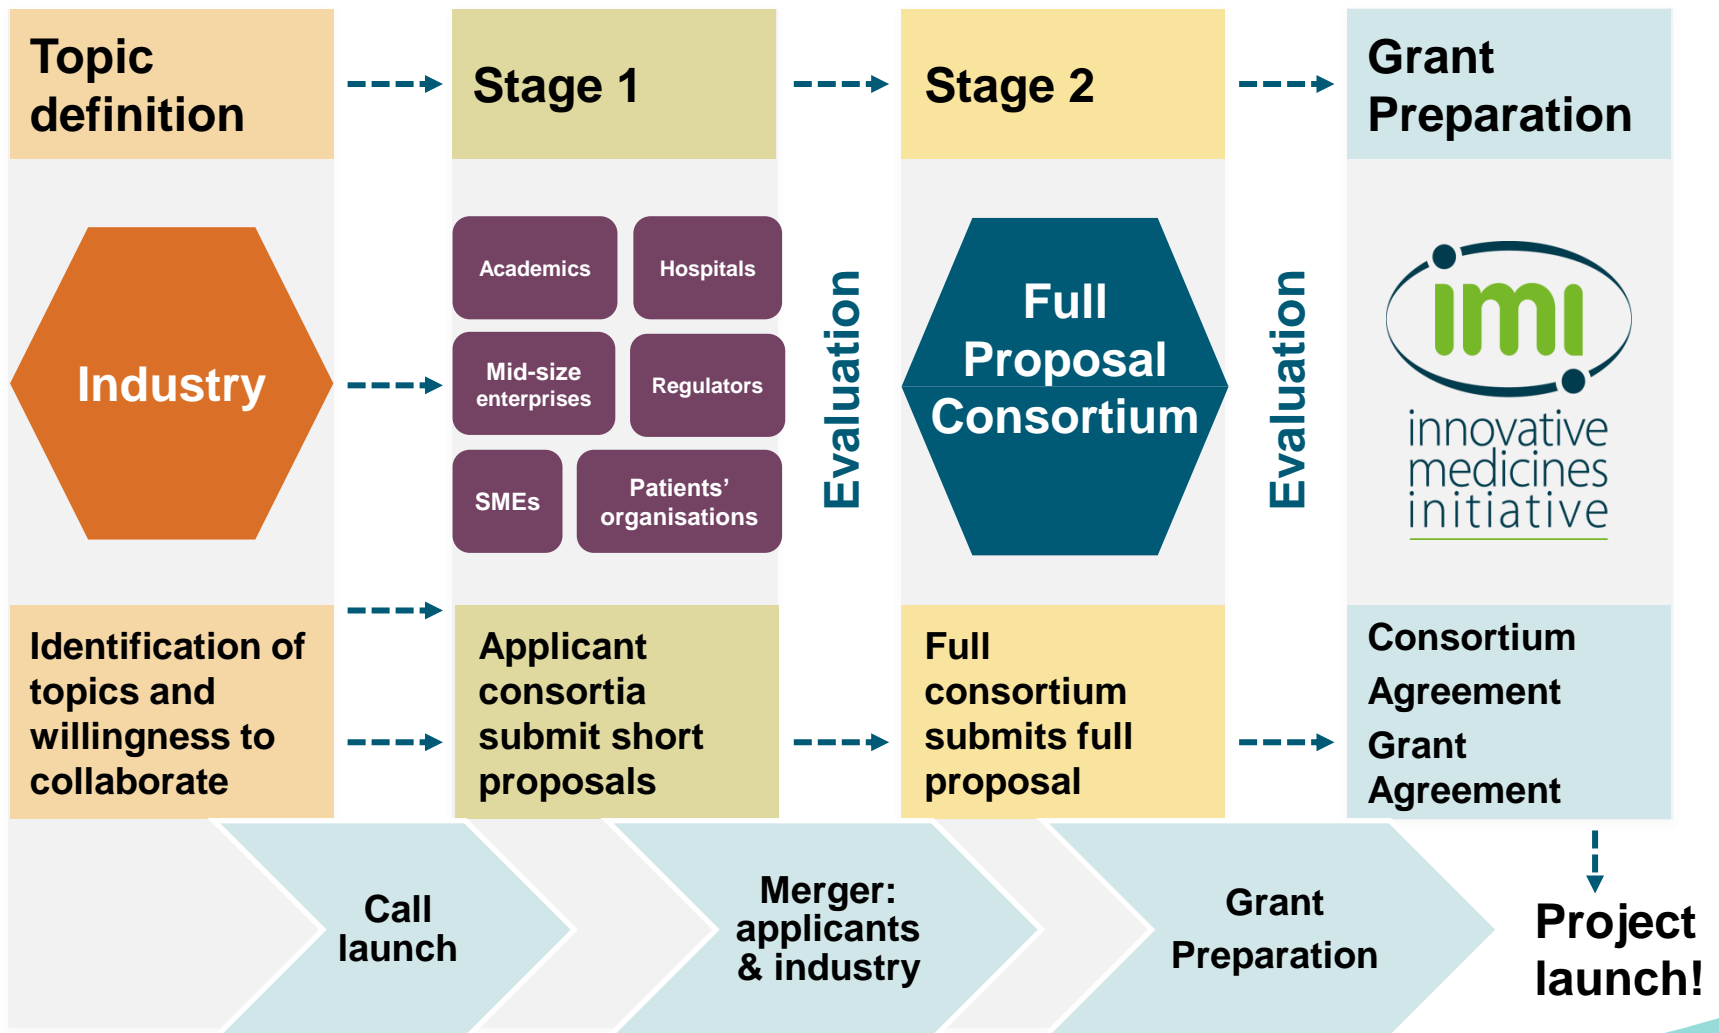 Topic
definition
Stage 1
Stage 2
Grant
Preparation
Industry
Academics
Hospitals
Mid-size
enterprises
Regulators
SMEs
Patients’
organisations
Evaluation
Full
Proposal
Consortium
Evaluation
imi
innovative
medicines
initiative
Identification of
topics and
willingness to
collaborate
Applicant
consortia
submit short
proposals
Full
consortium
submits full
proposal
Consortium
Agreement
Grant
Agreement
Call
launch
Merger:
applicants
& industry
Grant
Preparation
Project
launch!